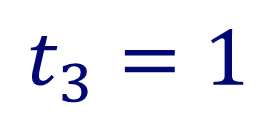 t₃ = 1